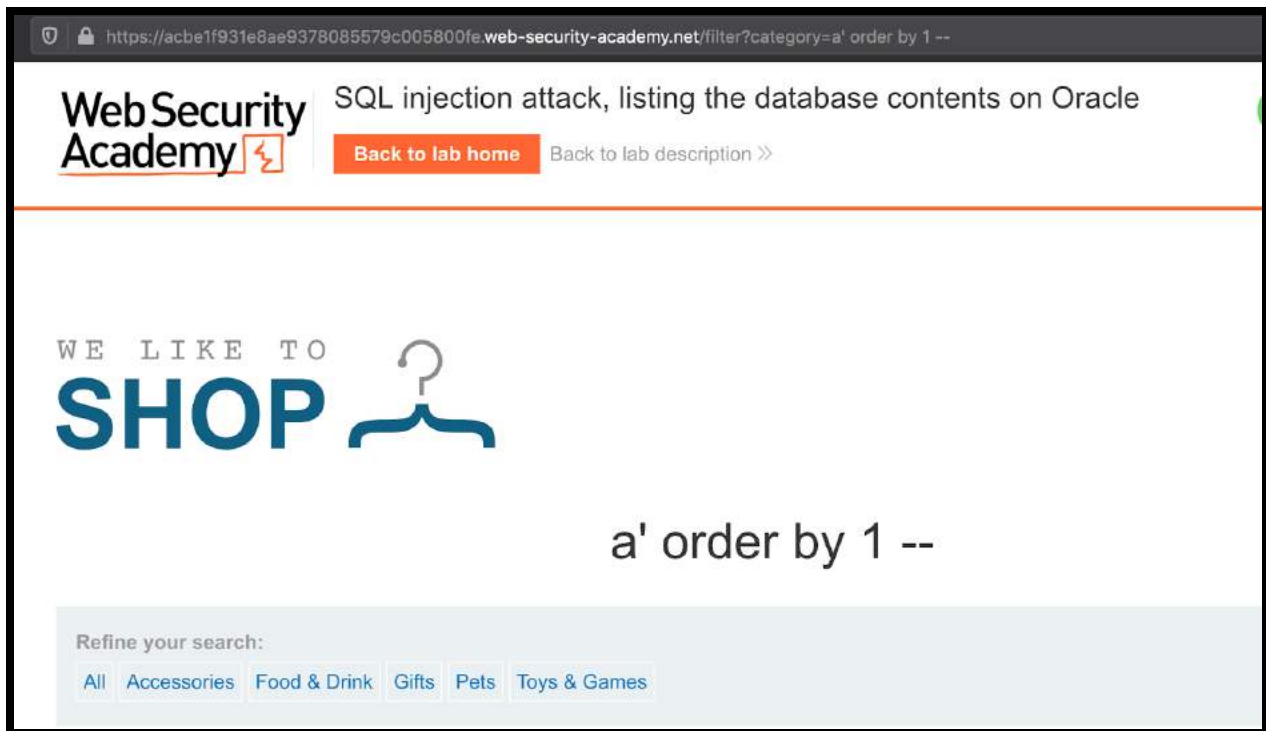 https://acbe1f931e8ae9378085579c005800fe.web-security-academy.net/filter?category=a' order by 1 --
Web Security
Academy
SQL injection attack, listing the database contents on Oracle
Back to lab home
Back to lab description >>
WE LIKE TO
SHOP
a' order by 1 --
Refine your search:
All Accessories Food & Drink Gifts Pets Toys & Games